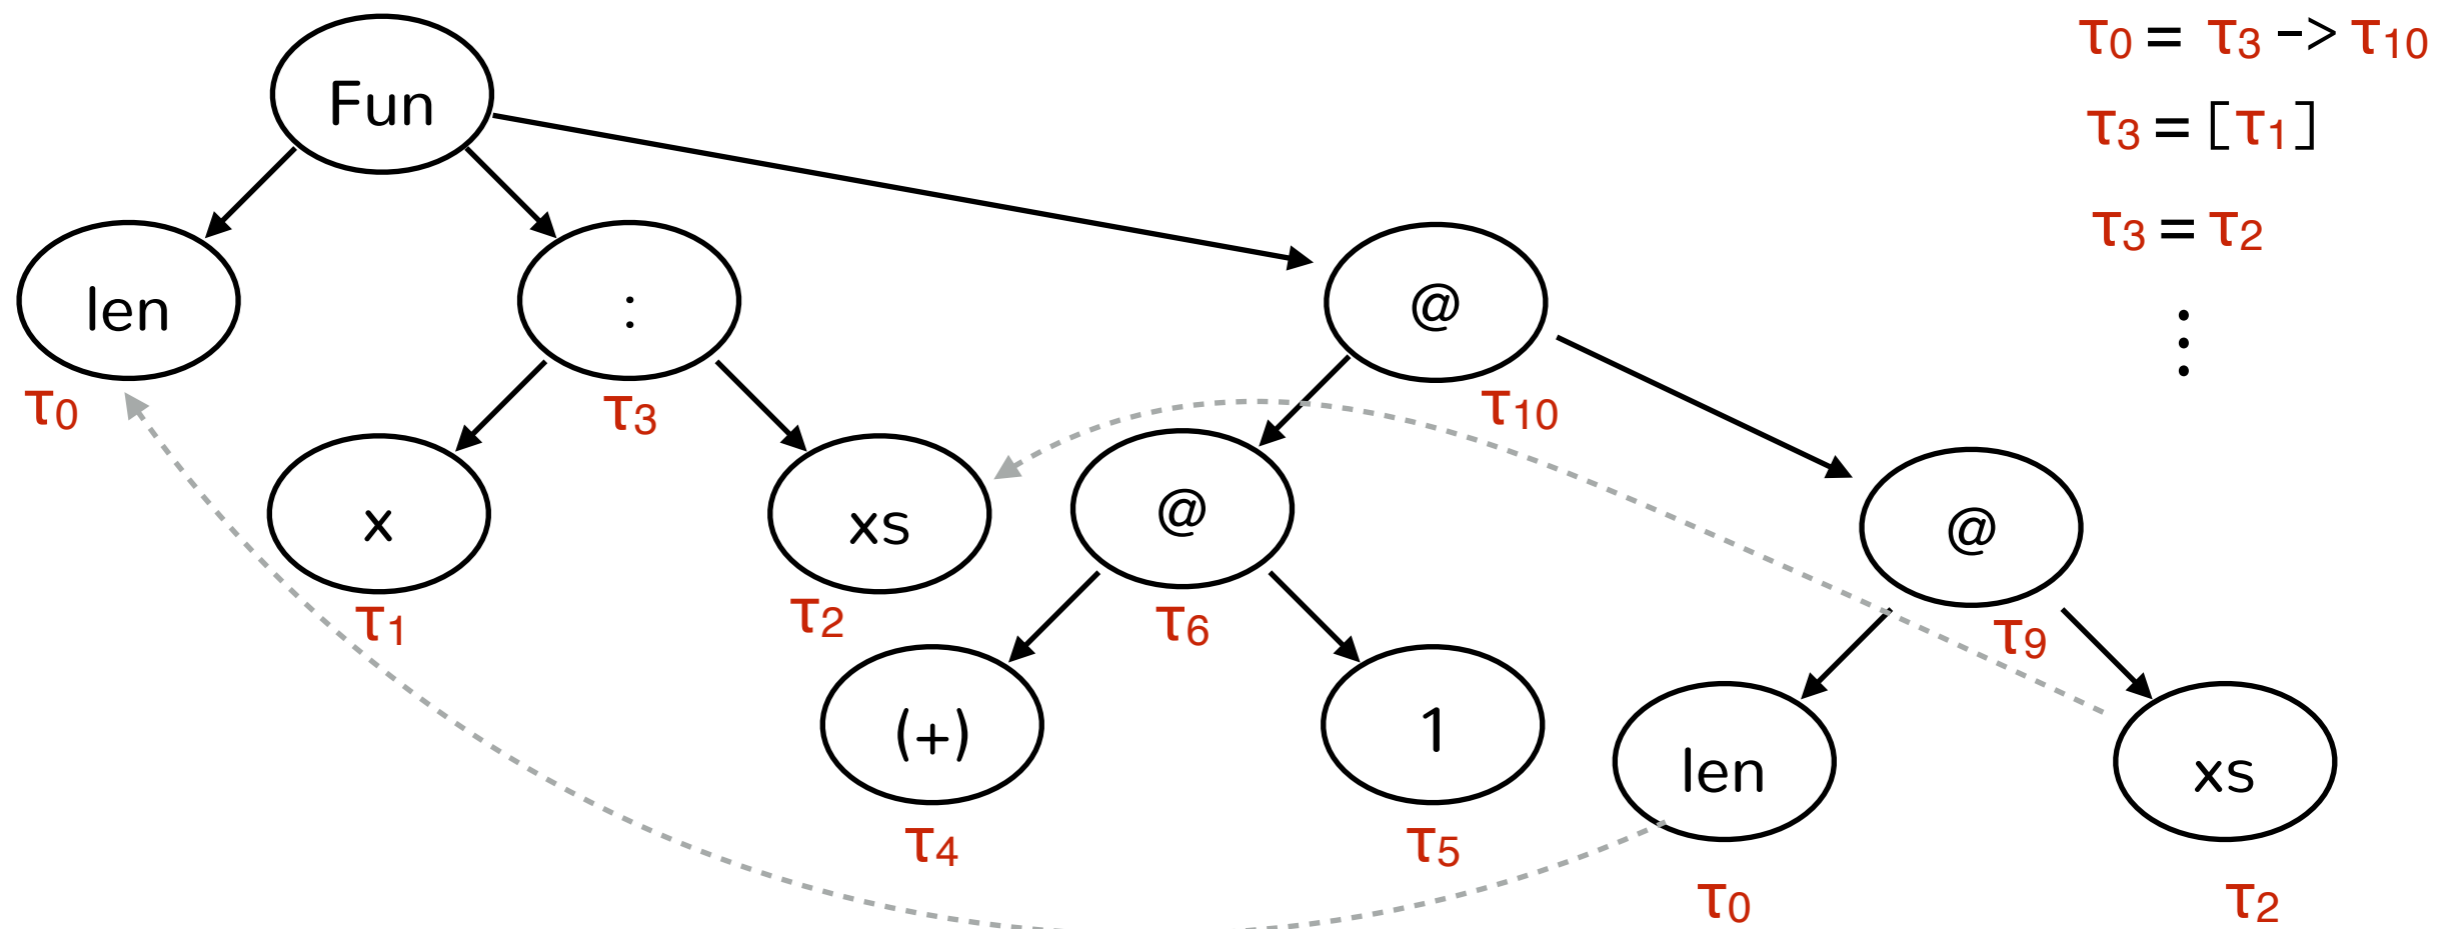 Fun
τ0 = τ3 -> τ10
τ3 = [τ1]
τ3 = τ2
⋮
len
:
@
τ0
τ3
τ10
x
xs
@
@
τ1
τ2
τ6
τ9
(+)
1
len
xs
τ4
τ5
τ0
τ2